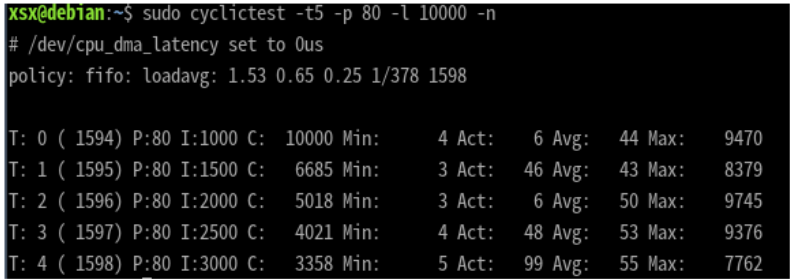 xsx@debian:~$ sudo cyclictest -t5 -p 80 -l 10000 -n
# /dev/cpu_dma_latency set to 0us
policy: fifo: loadavg: 1.53 0.65 0.25 1/378 1598
T: 0 ( 1594) P:80 I:1000 C:  10000 Min:      4 Act:    6 Avg:   44 Max:    9470
T: 1 ( 1595) P:80 I:1500 C:   6685 Min:      3 Act:   46 Avg:   43 Max:    8379
T: 2 ( 1596) P:80 I:2000 C:   5018 Min:      3 Act:    6 Avg:   50 Max:    9745
T: 3 ( 1597) P:80 I:2500 C:   4021 Min:      4 Act:   48 Avg:   53 Max:    9376
T: 4 ( 1598) P:80 I:3000 C:   3358 Min:      5 Act:   99 Avg:   55 Max:    7762